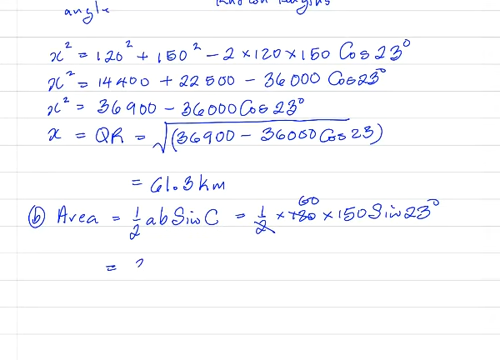 angle
x² = 120² + 150² - 2 × 120 × 150 Cos 23°
x² = 14400 + 22500 - 36000 Cos 23°
x² = 36900 - 36000 Cos 23°
x = QR = √(36900 - 36000 Cos 23)
= 61.3 km
(b) Area = 1/2 ab Sin C = 1/2 × 120 60 × 150 Sin 23°
=